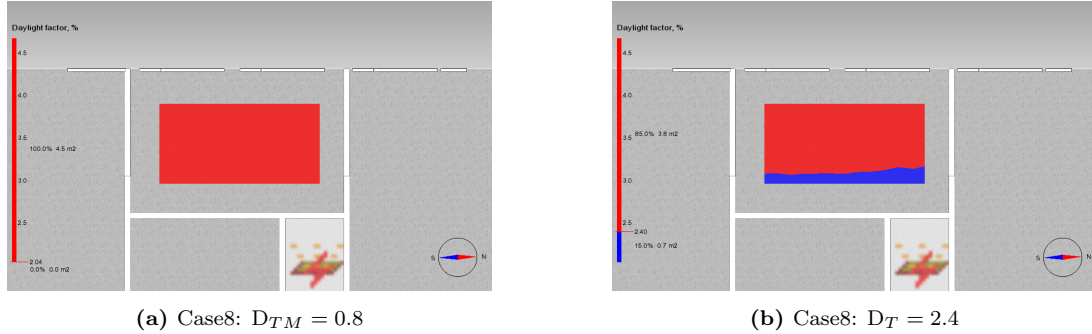 Daylight factor, %
4.5
4.0
3.5
100.0% 4.5 m2
3.0
2.5
2.04
0.0% 0.0 m2
S N
(a) Case8: D_TM = 0.8
Daylight factor, %
4.5
4.0
3.5
85.0% 3.8 m2
3.0
2.5
2.40
15.0% 0.7 m2
S N
(b) Case8: D_T = 2.4